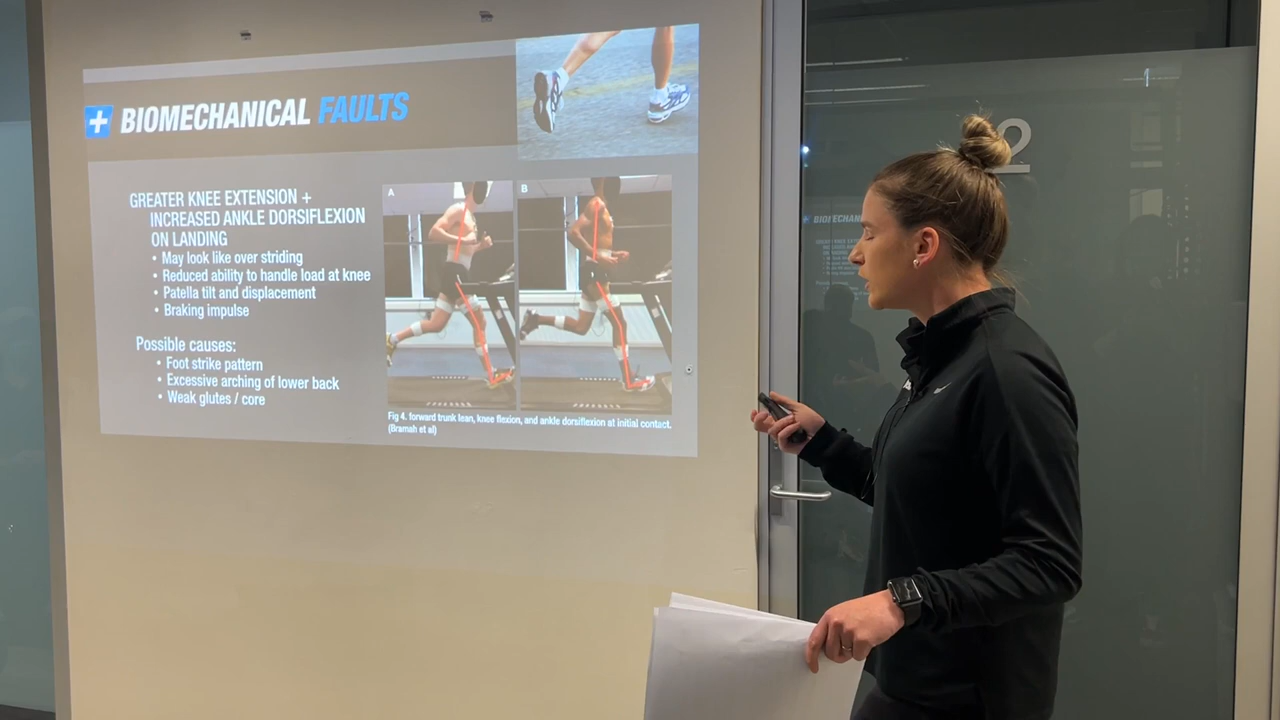 BIOMECHANICAL FAULTS
GREATER KNEE EXTENSION +
INCREASED ANKLE DORSIFLEXION
ON LANDING
• May look like over striding
• Reduced ability to handle load at knee
• Patella tilt and displacement
• Braking impulse
Possible causes:
• Foot strike pattern
• Excessive arching of lower back
• Weak glutes / core
A
B
Fig 4. forward trunk lean, knee flexion, and ankle dorsiflexion at initial contact.
(Bramah et al)
2